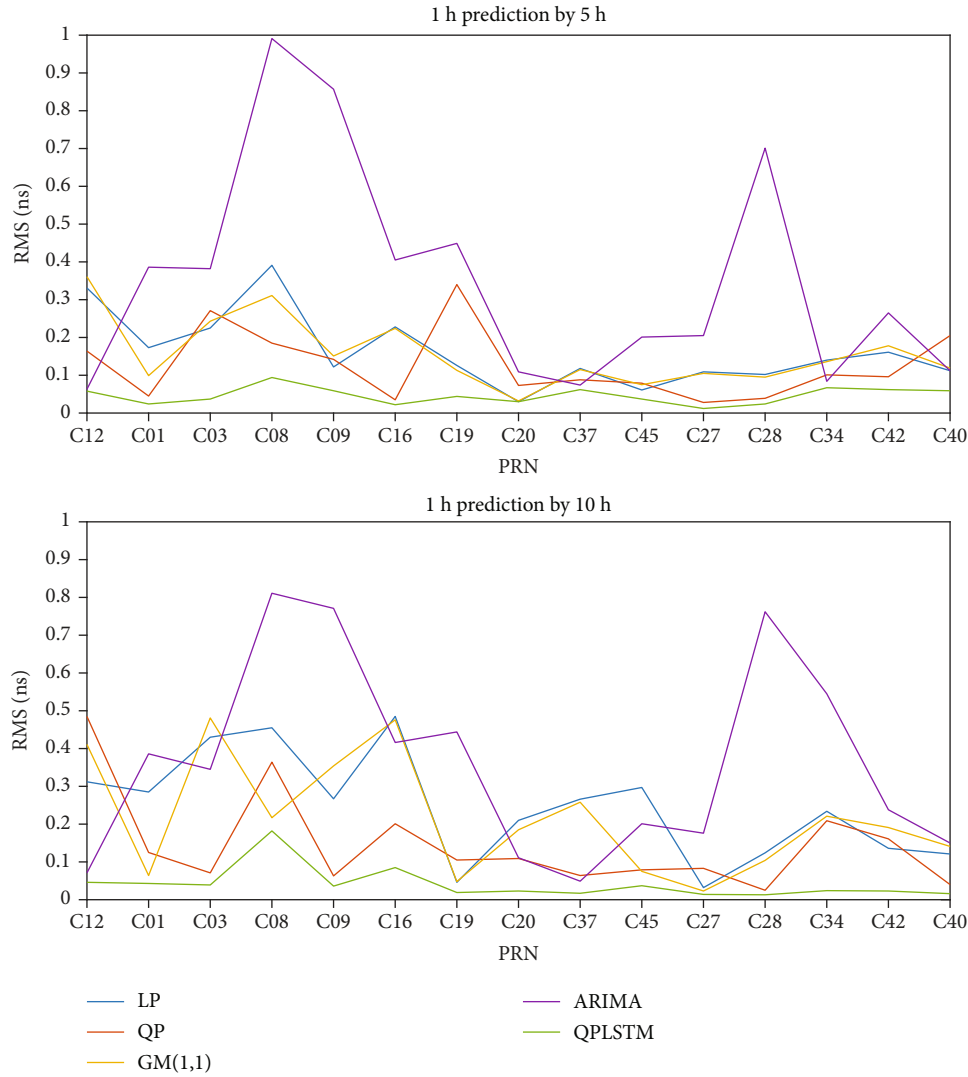 1 h prediction by 5 h
1
0.9
0.8
0.7
0.6
0.5
0.4
0.3
0.2
0.1
0
RMS (ns)
C12 C01 C03 C08 C09 C16 C19 C20 C37 C45 C27 C28 C34 C42 C40
PRN
1 h prediction by 10 h
1
0.9
0.8
0.7
0.6
0.5
0.4
0.3
0.2
0.1
0
RMS (ns)
C12 C01 C03 C08 C09 C16 C19 C20 C37 C45 C27 C28 C34 C42 C40
PRN
LP
QP
GM(1,1)
ARIMA
QPLSTM